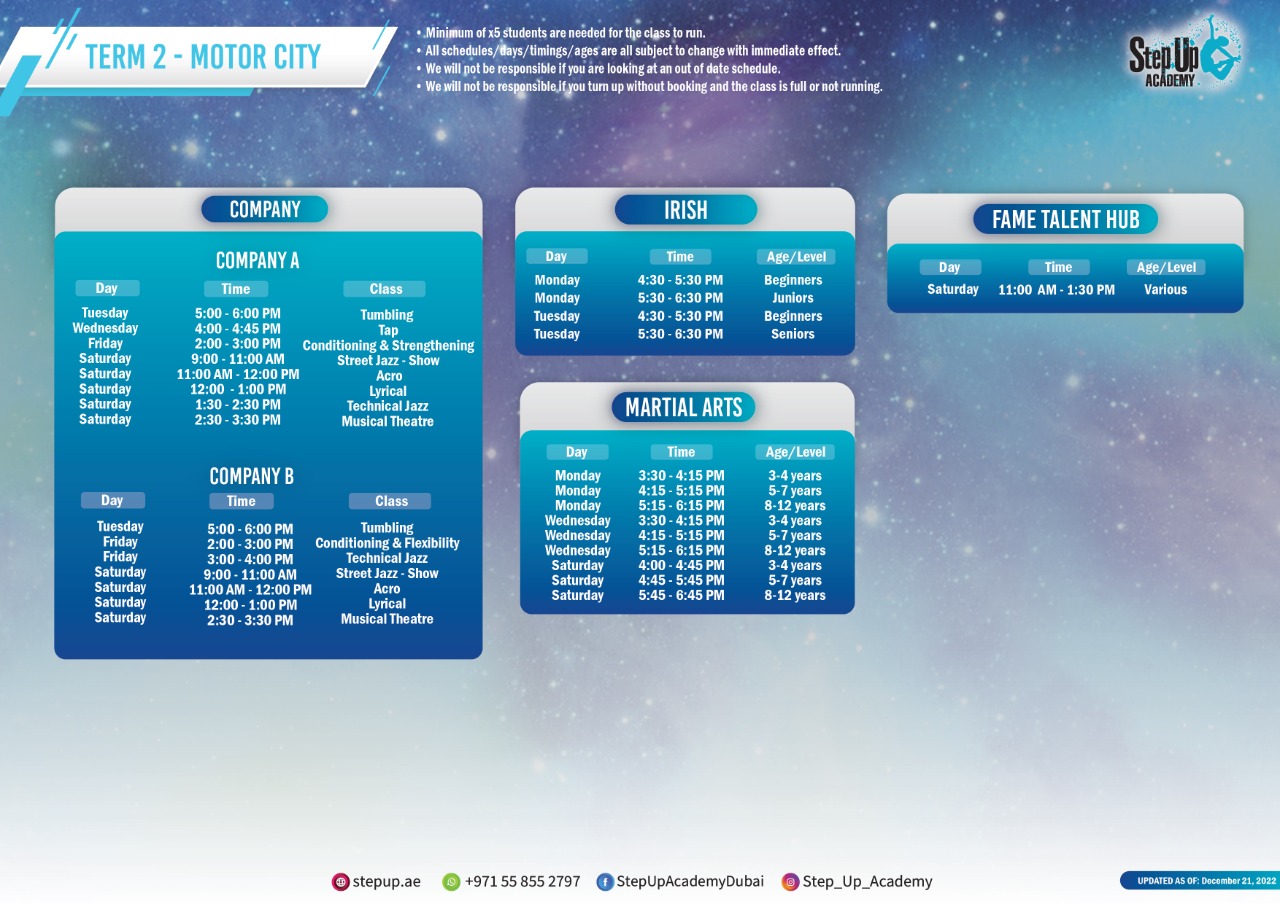 TERM 2 - MOTOR CITY
• Minimum of x5 students are needed for the class to run.
• All schedules/days/timings/ages are all subject to change with immediate effect.
• We will not be responsible if you are looking at an out of date schedule.
• We will not be responsible if you turn up without booking and the class is full or not running.
Step Up
ACADEMY
COMPANY
COMPANY A
Day Time Class
Tuesday 5:00 - 6:00 PM Tumbling
Wednesday 4:00 - 4:45 PM Tap
Friday 2:00 - 3:00 PM Conditioning & Strengthening
Saturday 9:00 - 11:00 AM Street Jazz - Show
Saturday 11:00 AM - 12:00 PM Acro
Saturday 12:00 - 1:00 PM Lyrical
Saturday 1:30 - 2:30 PM Technical Jazz
Saturday 2:30 - 3:30 PM Musical Theatre
COMPANY B
Day Time Class
Tuesday 5:00 - 6:00 PM Tumbling
Friday 2:00 - 3:00 PM Conditioning & Flexibility
Friday 3:00 - 4:00 PM Technical Jazz
Saturday 9:00 - 11:00 AM Street Jazz - Show
Saturday 11:00 AM - 12:00 PM Acro
Saturday 12:00 - 1:00 PM Lyrical
Saturday 2:30 - 3:30 PM Musical Theatre
IRISH
Day Time Age/Level
Monday 4:30 - 5:30 PM Beginners
Monday 5:30 - 6:30 PM Juniors
Tuesday 4:30 - 5:30 PM Beginners
Tuesday 5:30 - 6:30 PM Seniors
MARTIAL ARTS
Day Time Age/Level
Monday 3:30 - 4:15 PM 3-4 years
Monday 4:15 - 5:15 PM 5-7 years
Monday 5:15 - 6:15 PM 8-12 years
Wednesday 3:30 - 4:15 PM 3-4 years
Wednesday 4:15 - 5:15 PM 5-7 years
Wednesday 5:15 - 6:15 PM 8-12 years
Saturday 4:00 - 4:45 PM 3-4 years
Saturday 4:45 - 5:45 PM 5-7 years
Saturday 5:45 - 6:45 PM 8-12 years
FAME TALENT HUB
Day Time Age/Level
Saturday 11:00 AM - 1:30 PM Various
stepup.ae +971 55 855 2797 StepUpAcademyDubai Step_Up_Academy
UPDATED AS OF: December 21, 2022